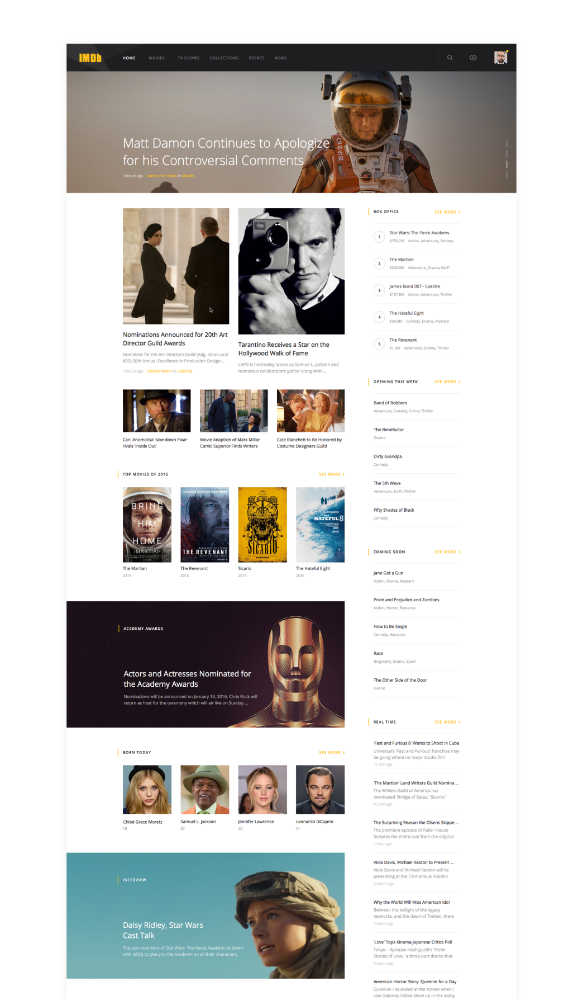 IMDb
HOME
MOVIES
TV SHOWS
COLLECTIONS
EVENTS
NEWS
Matt Damon Continues to Apologize
for his Controversial Comments
3 hours ago Variety Film News in Movies
Nominations Announced for 20th Art
Director Guild Awards
Nominees for the Art Directors Guild (Adg, Iatse Local
800) 20th Annual Excellence in Production Design ...
3 hours ago Entertainment in Celebrity
Tarantino Receives a Star on the
Hollywood Walk of Fame
LAPD is noticeably scarce as Samuel L. Jackson and
numerous collaborators gather along with ...
Can 'Anomalisa' take down Pixar
rivals 'Inside Out'
Movie Adaption of Mark Millar
Comic Superior Finds Writers
Cate Blanchett to Be Honored by
Costume Designers Guild
TOP MOVIES OF 2015
SEE MORE ›
BRING
HIM
HOME
THE MARTIAN
LEONARDO DICAPRIO TOM HARDY
THE REVENANT
SICARIO
THE
HATEFUL 8
The Martian
2015
The Revenant
2015
Sicario
2015
The Hateful Eight
2015
ACEDEMY AWARDS
Actors and Actresses Nominated for
the Academy Awards
Nominations will be announced on January 14, 2016. Chris Rock will
return as host for the ceremony which will air live on Sunday ...
BORN TODAY
SEE MORE ›
Chloë Grace Moretz
18
Samuel L. Jackson
67
Jennifer Lawrence
26
Leonardo DiCaprio
41
INTERVIEW
Daisy Ridley, Star Wars
Cast Talk
The cast members of Star Wars: The Force Awakens sit down
with IMDb to give you the lowdown on all their characters.
BOX OFFICE
SEE MORE ›
1
Star Wars: The Force Awakens
$750.2M Action, Adventure, Fantasy
2
The Martian
$225.9M Adventure, Drama, Sci-Fi
3
James Bond 007 - Spectre
$197.8M Action, Adventure, Thriller
4
The Hateful Eight
$30.6M Comedy, Drama, Mystery
5
The Revenant
$1.3M Adventure, Drama, Thriller
OPENING THIS WEEK
SEE MORE ›
Band of Robbers
Adventure, Comedy, Crime, Thriller
The Benefactor
Drama
Dirty Grandpa
Comedy
The 5th Wave
Adventure, Sci-Fi, Thriller
Fifty Shades of Black
Comedy
COMING SOON
SEE MORE ›
Jane Got a Gun
Action, Drama, Western
Pride and Prejudice and Zombies
Action, Horror, Romance
How to Be Single
Comedy, Romance
Race
Biography, Drama, Sport
The Other Side of the Door
Horror
REAL TIME
SEE MORE ›
'Fast and Furious 8' Wants to Shoot in Cuba
Universal's 'Fast and Furious' franchise may
be going where no major studio film
12 min ago
'The Martian' Land Writers Guild Nomina ...
The Writers Guild of America has
nominated 'Bridge of Spies,' 'Sicario,'
45 min ago
The Surprising Reason the Olsens Skippe ...
The premiere episode of Fuller House
features the entire cast from the original
1 hour ago
Viola Davis, Michael Keaton to Present ...
Viola Davis and Michael Keaton will be
presenting at the 73rd annual Golden
2 hours ago
Why the World Will Miss American Idol
Between the twilight of the legacy
networks, and the dawn of Twitter, there
4 hours ago
'Love' Tops Kinema Japanese Critics Poll
Tokyo – Ryosuke Hashiguchi's 'Three
Stories of Love,' a three-part drama that
5 hours ago
American Horror Story: Queenie for a Day
Queenie! I squealed at the screen when I
saw Gaborey Sidibe show up in the lobby